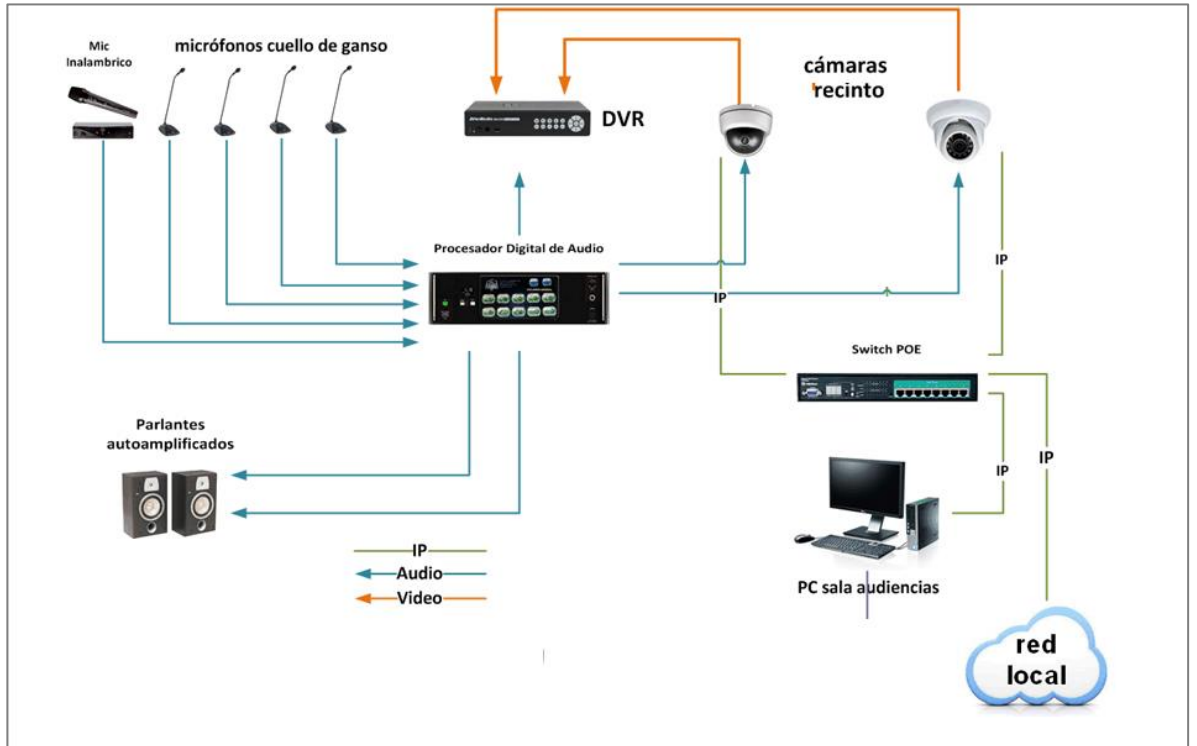 Mic
Inalambrico
micrófonos cuello de ganso
DVR
cámaras
recinto
Procesador Digital de Audio
IP
IP
Switch POE
Parlantes
autoamplificados
IP
IP
IP
Audio
Video
PC sala audiencias
red
local